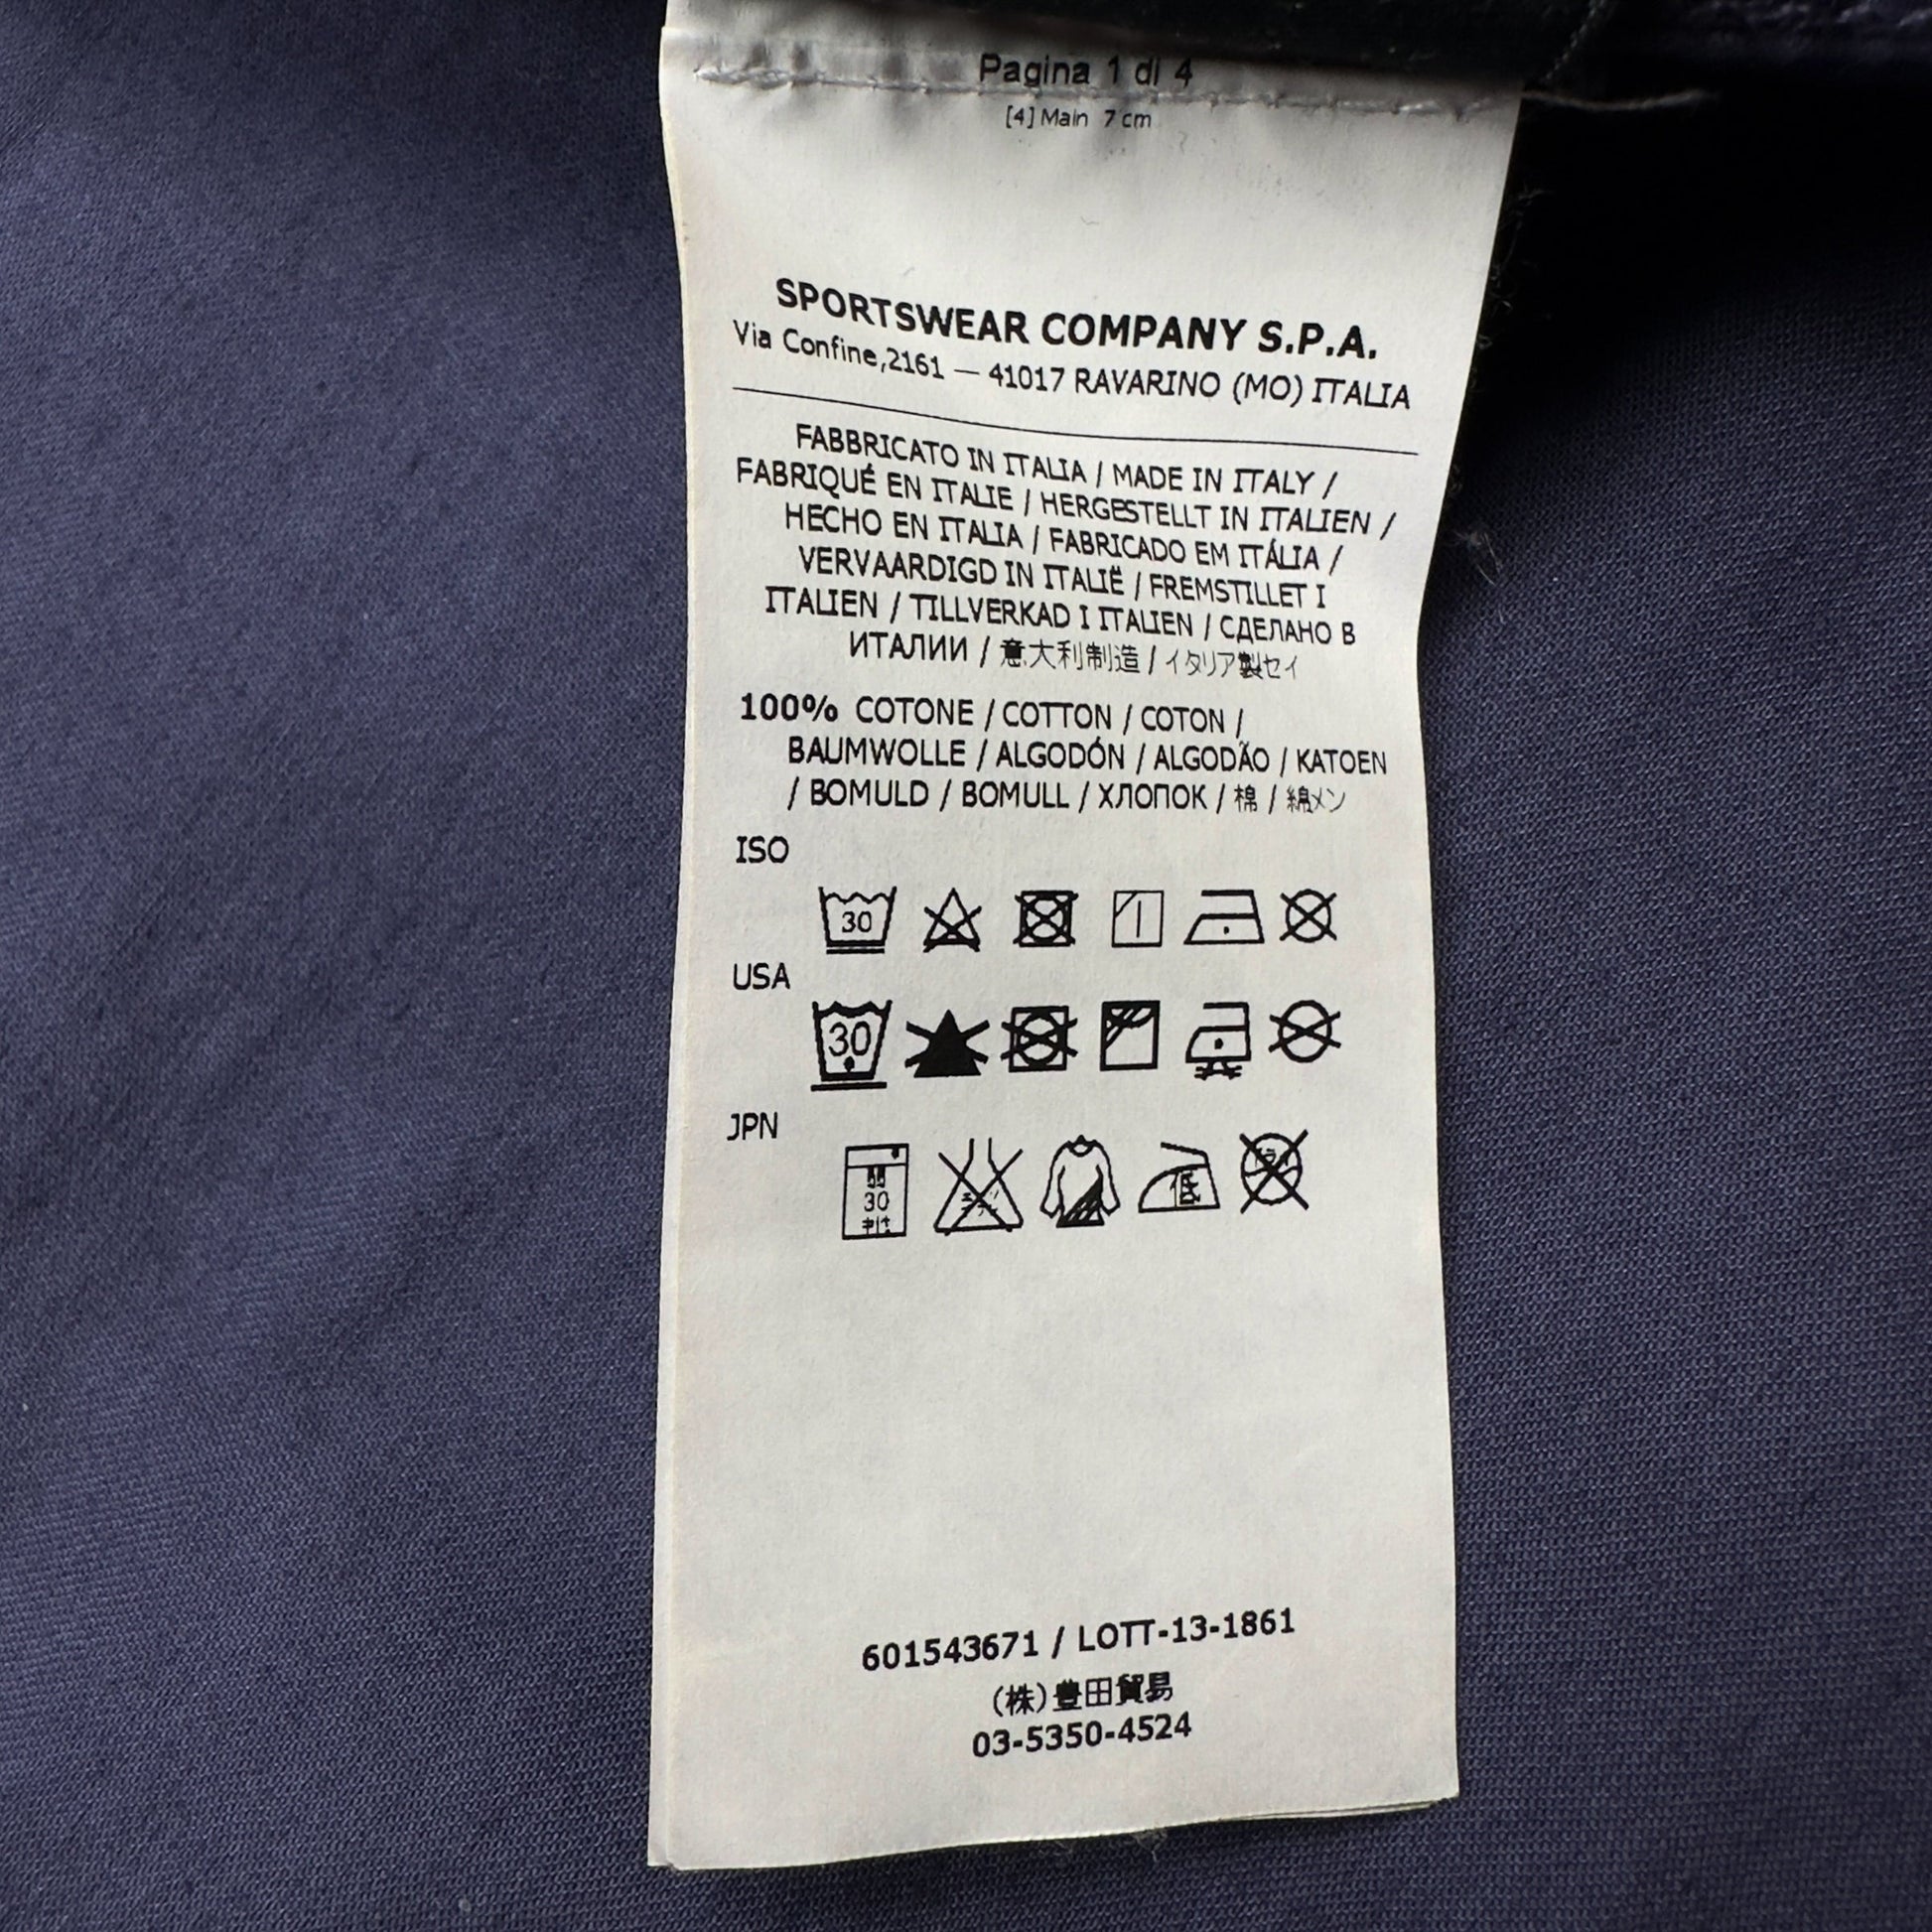 Pagina 1 di 4
[4] Main 7 cm
SPORTSWEAR COMPANY S.P.A.
Via Confine,2161 — 41017 RAVARINO (MO) ITALIA
FABBRICATO IN ITALIA / MADE IN ITALY /
FABRIQUÉ EN ITALIE / HERGESTELLT IN ITALIEN /
HECHO EN ITALIA / FABRICADO EM ITÁLIA /
VERVAARDIGD IN ITALIË / FREMSTILLET I
ITALIEN / TILLVERKAD I ITALIEN / СДЕЛАНО В
ИТАЛИИ / 意大利制造 / イタリア製セイ
100% COTONE / COTTON / COTON /
BAUMWOLLE / ALGODÓN / ALGODÃO / KATOEN
/ BOMULD / BOMULL / ХЛОПОК / 棉 / 綿メン
ISO
30
USA
30
JPN
30
低
601543671 / LOTT-13-1861
(株)豊田貿易
03-5350-4524